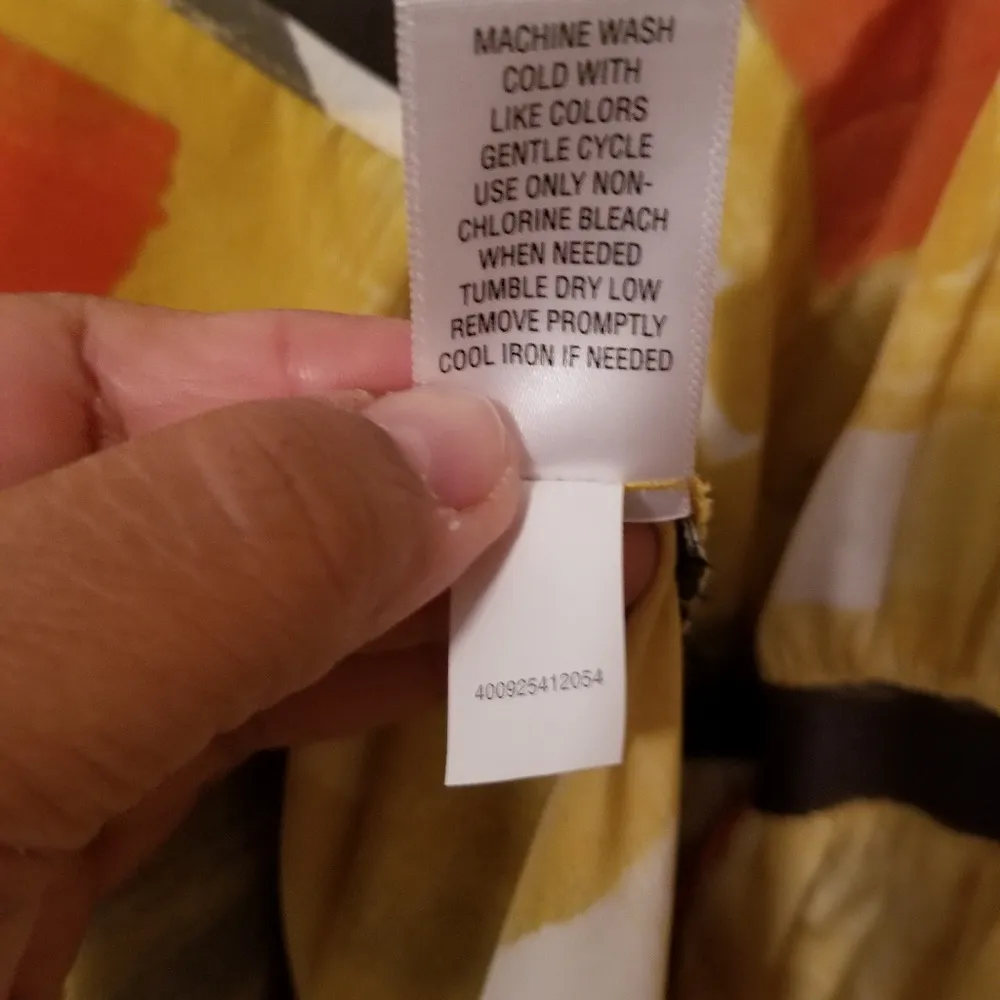 MACHINE WASH
COLD WITH
LIKE COLORS
GENTLE CYCLE
USE ONLY NON-
CHLORINE BLEACH
WHEN NEEDED
TUMBLE DRY LOW
REMOVE PROMPTLY
COOL IRON IF NEEDED
400925412054